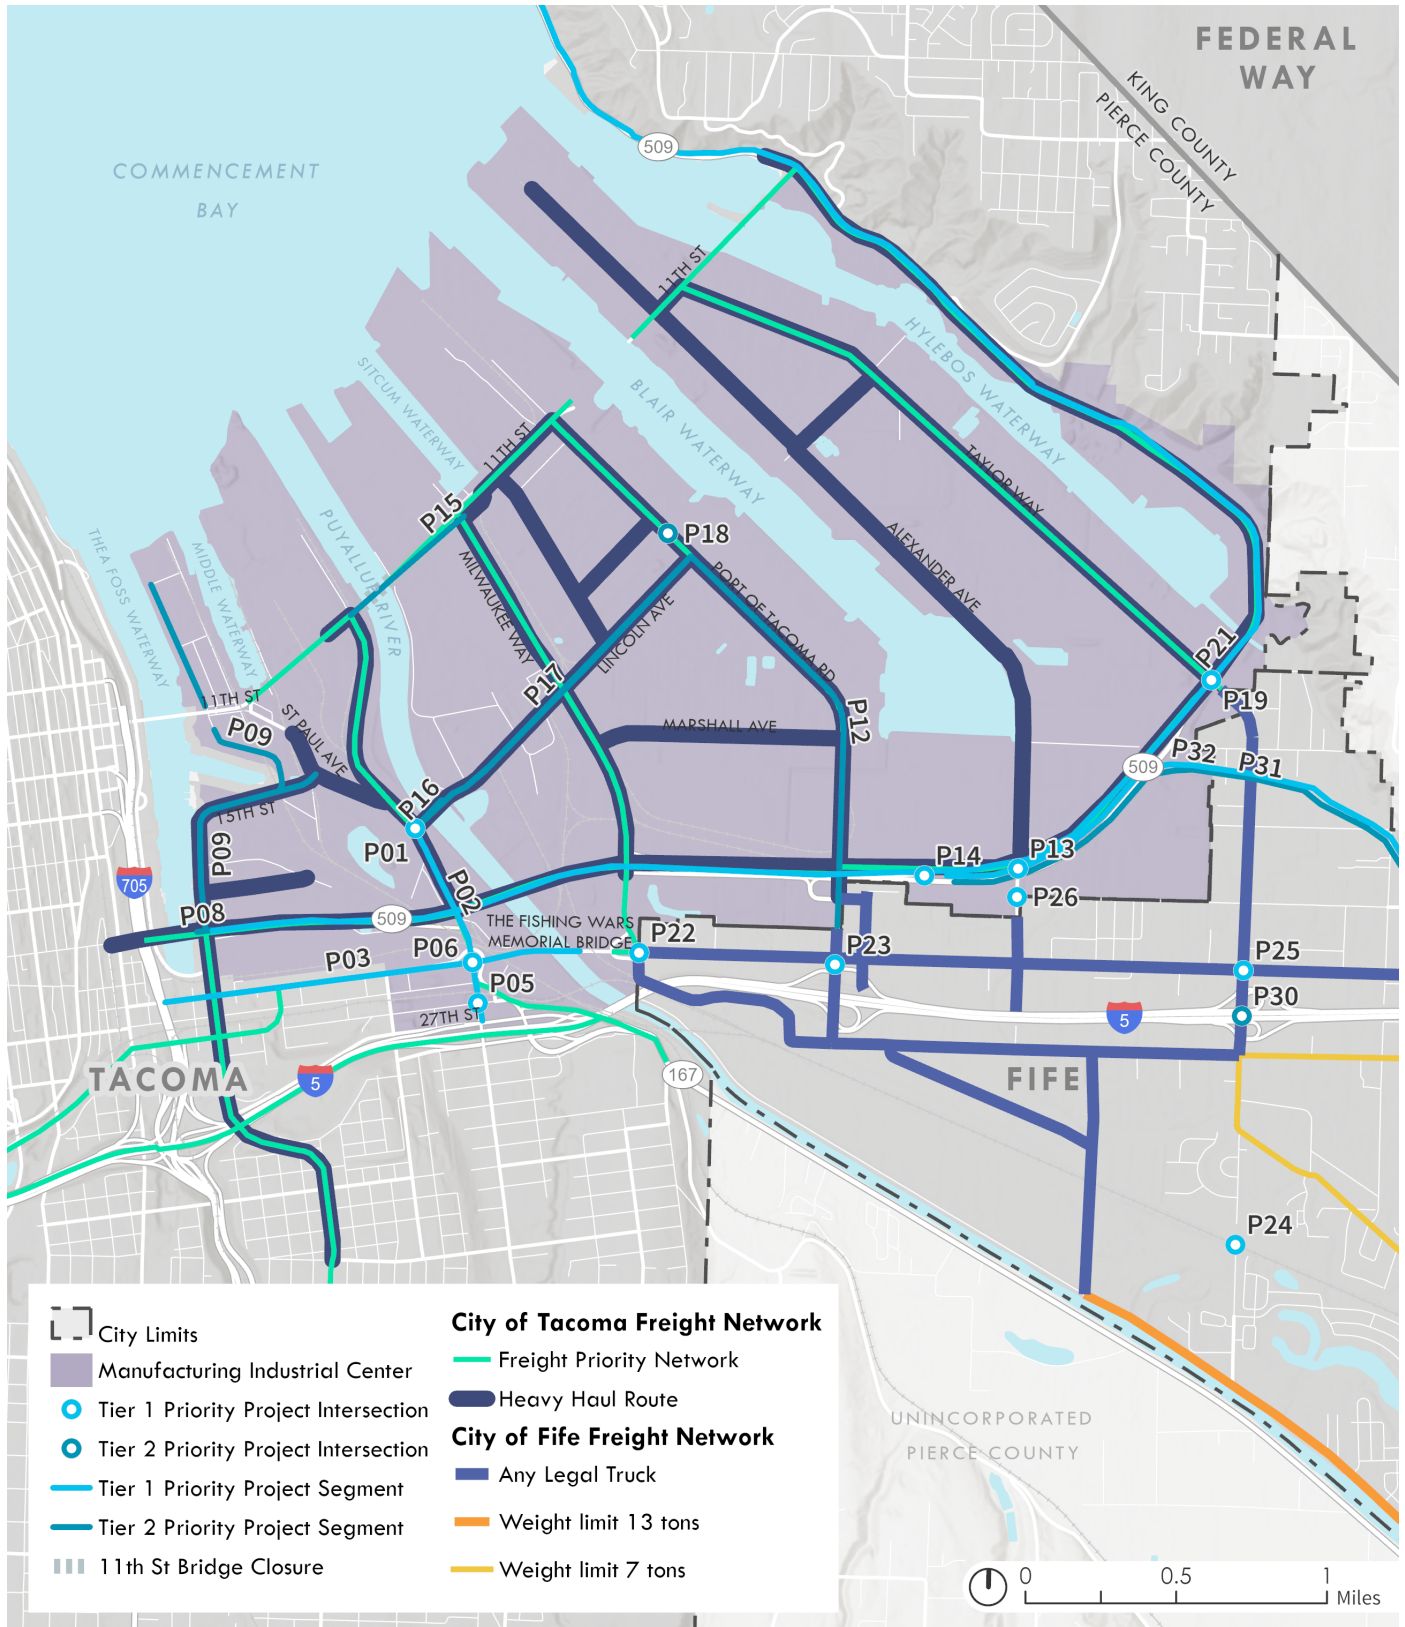 FEDERAL
WAY
KING COUNTY
PIERCE COUNTY
509
COMMENCEMENT
BAY
11TH ST
HYLEBOS WATERWAY
SITCUM WATERWAY
BLAIR WATERWAY
11TH ST
TAYLOR WAY
P15
P18
PUYALLUP RIVER
THEA FOSS WATERWAY
MIDDLE WATERWAY
MILWAUKEE WAY
PORT OF TACOMA RD
ALEXANDER AVE
LINCOLN AVE
P21
P17
P19
11TH ST
ST PAUL AVE
P09
MARSHALL AVE
P12
P32
P31
509
P16
15TH ST
P09
P01
P14
P13
705
P02
P26
P08
509
THE FISHING WARS
MEMORIAL BRIDGE
P22
P06
P23
P25
P03
P05
P30
27TH ST
5
TACOMA
5
167
FIFE
P24
City Limits
Manufacturing Industrial Center
Tier 1 Priority Project Intersection
Tier 2 Priority Project Intersection
Tier 1 Priority Project Segment
Tier 2 Priority Project Segment
11th St Bridge Closure
City of Tacoma Freight Network
Freight Priority Network
Heavy Haul Route
City of Fife Freight Network
Any Legal Truck
Weight limit 13 tons
Weight limit 7 tons
UNINCORPORATED
PIERCE COUNTY
0 0.5 1
Miles